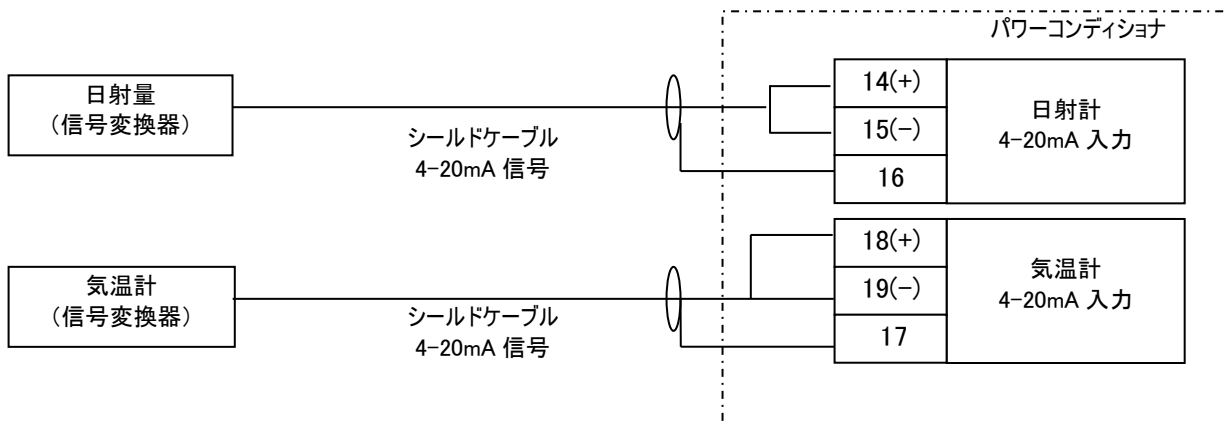 パワーコンディショナ
日射量
（信号変換器）
シールドケーブル
4-20mA 信号
14(+)
15(-)
16
日射計
4-20mA 入力
気温計
（信号変換器）
シールドケーブル
4-20mA 信号
18(+)
19(-)
17
気温計
4-20mA 入力